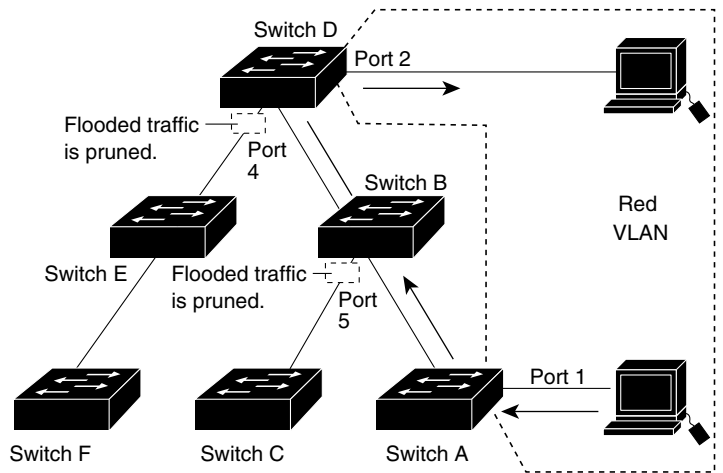 Switch D
Port 2
Flooded traffic
is pruned.
Port
4
Switch B
Red
VLAN
Switch E
Flooded traffic
is pruned.
Port
5
Port 1
Switch F
Switch C
Switch A